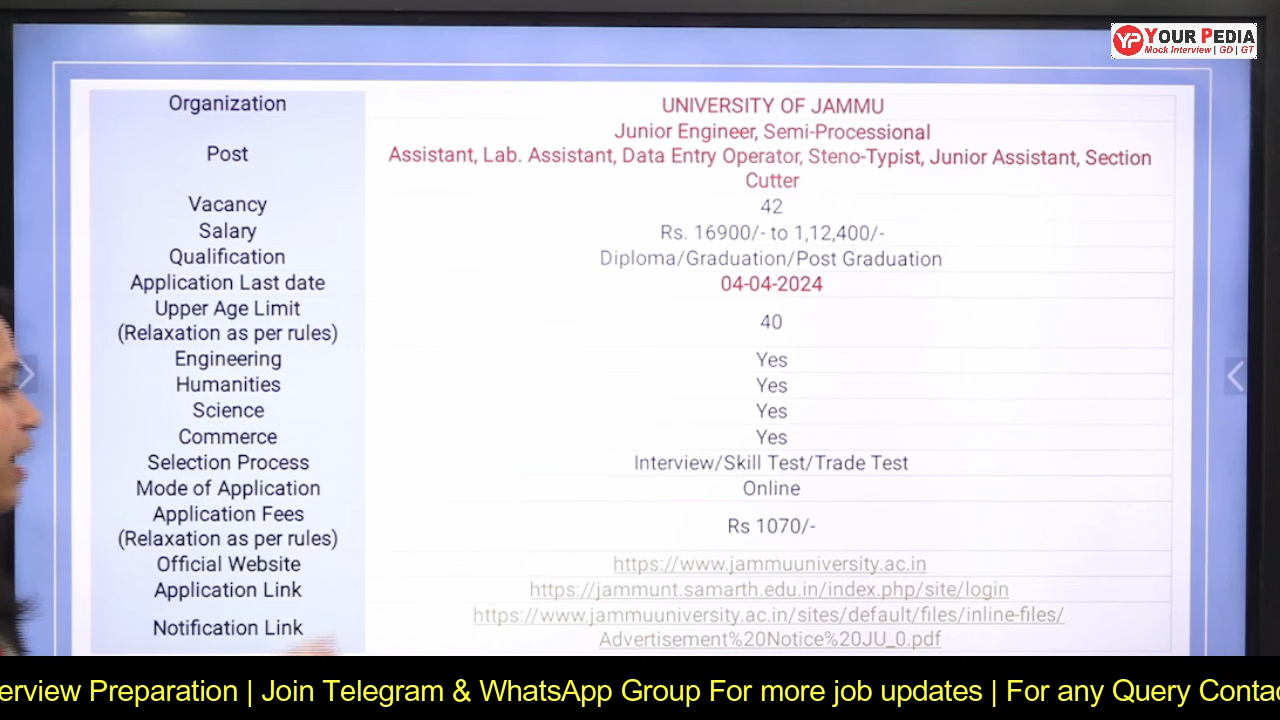 YP YOUR PEDIA
Mock Interview | GD | GT
Organization UNIVERSITY OF JAMMU
Junior Engineer, Semi-Processional
Post Assistant, Lab. Assistant, Data Entry Operator, Steno-Typist, Junior Assistant, Section
Cutter
Vacancy 42
Salary Rs. 16900/- to 1,12,400/-
Qualification Diploma/Graduation/Post Graduation
Application Last date 04-04-2024
Upper Age Limit
(Relaxation as per rules) 40
Engineering Yes
Humanities Yes
Science Yes
Commerce Yes
Selection Process Interview/Skill Test/Trade Test
Mode of Application Online
Application Fees
(Relaxation as per rules) Rs 1070/-
Official Website https://www.jammuuniversity.ac.in
Application Link https://jammunt.samarth.edu.in/index.php/site/login
Notification Link https://www.jammuuniversity.ac.in/sites/default/files/inline-files/
Advertisement%20Notice%20JU_0.pdf
erview Preparation | Join Telegram & WhatsApp Group For more job updates | For any Query Conta